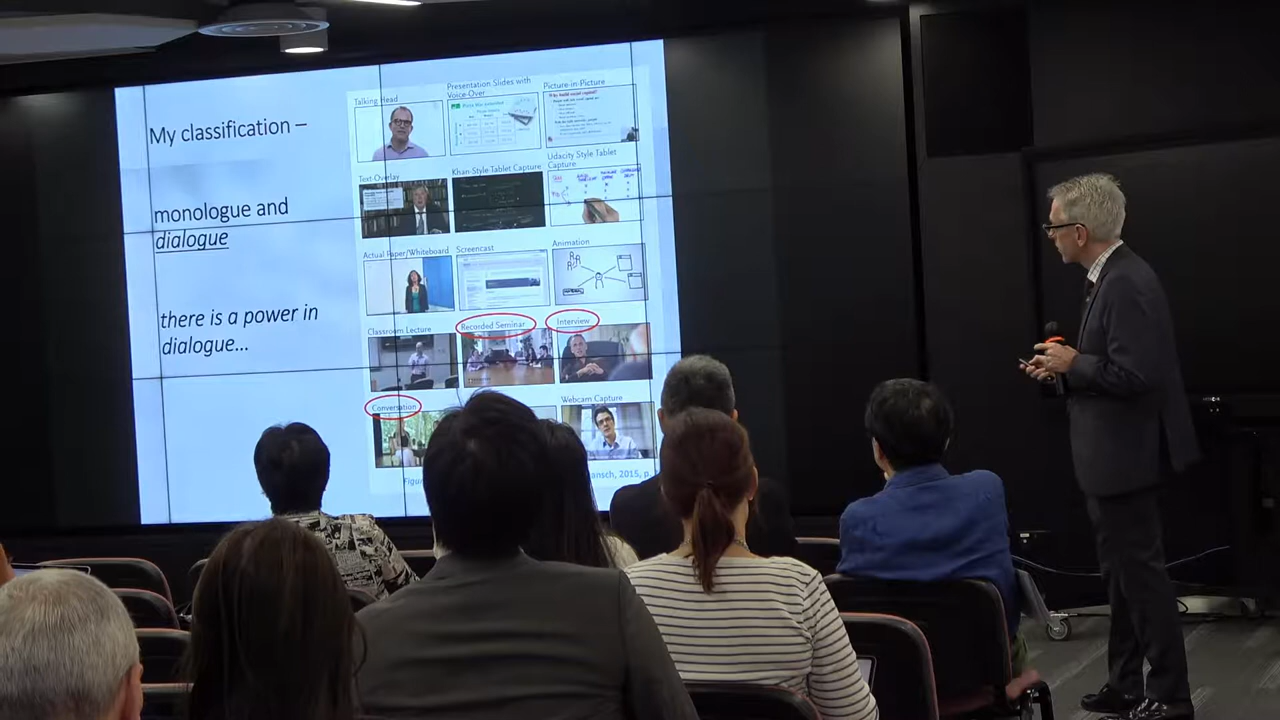 My classification –
monologue and
dialogue
there is a power in
dialogue...
Talking Head
Presentation Slides with
Voice-Over
Picture-in-Picture
Text-Overlay
Khan-Style Tablet Capture
Udacity Style Tablet
Capture
Actual Paper/Whiteboard
Screencast
Animation
Classroom Lecture
Recorded Seminar
Interview
Conversation
Webcam Capture
ansch, 2015, p.